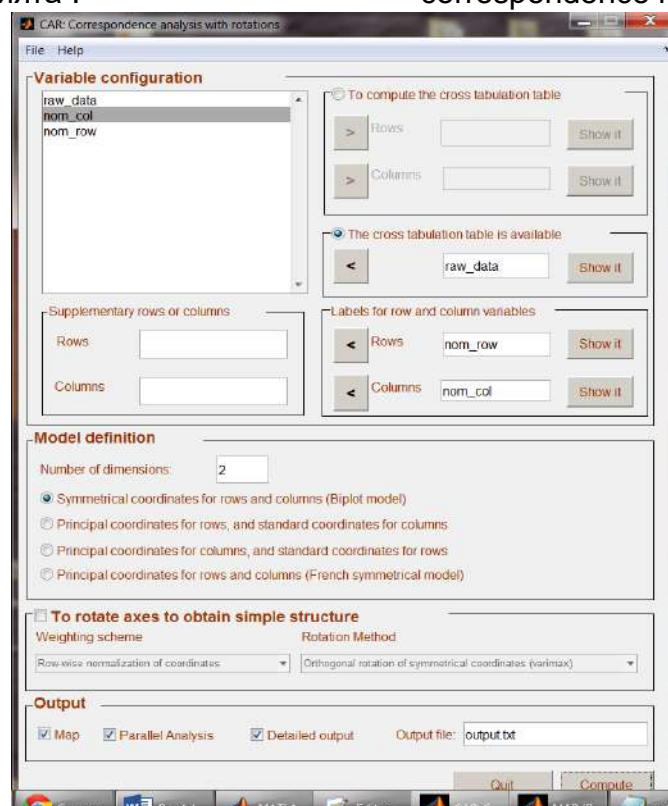 CAR: Correspondence analysis with rotations
File Help
Variable configuration
raw_data
nom_col
nom_row
To compute the cross tabulation table
> Rows Show it
> Columns Show it
The cross tabulation table is available
< raw_data Show it
Supplementary rows or columns
Rows
Columns
Labels for row and column variables
< Rows nom_row Show it
< Columns nom_col Show it
Model definition
Number of dimensions: 2
Symmetrical coordinates for rows and columns (Biplot model)
Principal coordinates for rows, and standard coordinates for columns
Principal coordinates for columns, and standard coordinates for rows
Principal coordinates for rows and columns (French symmetrical model)
To rotate axes to obtain simple structure
Weighting scheme Rotation Method
Row-wise normalization of coordinates Orthogonal rotation of symmetrical coordinates (varimax)
Output
Map Parallel Analysis Detailed output Output file: output.txt
Quit Compute